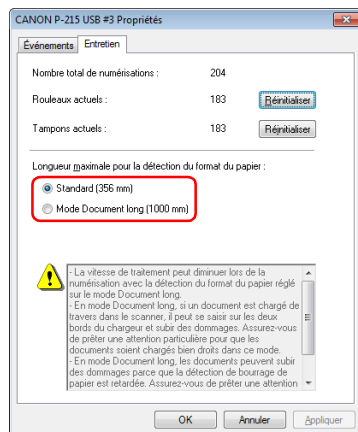 CANON P-215 USB #3 Propriétés
Événements
Entretien
Nombre total de numérisations : 204
Rouleaux actuels : 183 Réinitialiser
Tampons actuels : 183 Réinitialiser
Longueur maximale pour la détection du format du papier :
Standard (356 mm)
Mode Document long (1000 mm)
- La vitesse de traitement peut diminuer lors de la
numérisation avec la détection du format du papier réglé
sur le mode Document long.
- En mode Document long, si un document est chargé de
travers dans le scanner, il peut se saisir sur les deux
bords du chargeur et subir des dommages. Assurez-vous
de prêter une attention particulière pour que les
documents soient chargés bien droits dans ce mode.
- En mode Document long, les documents peuvent subir
des dommages parce que la détection de bourrage de
papier est retardée. Assurez-vous de prêter une attention
OK Annuler Appliquer